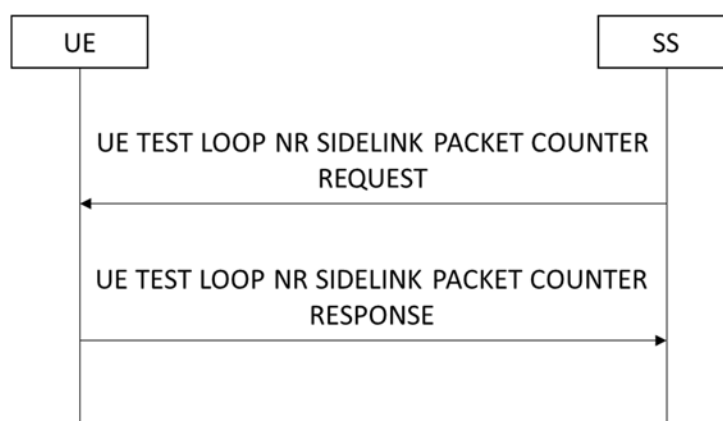 UE
SS
UE TEST LOOP NR SIDELINK PACKET COUNTER
REQUEST
UE TEST LOOP NR SIDELINK PACKET COUNTER
RESPONSE